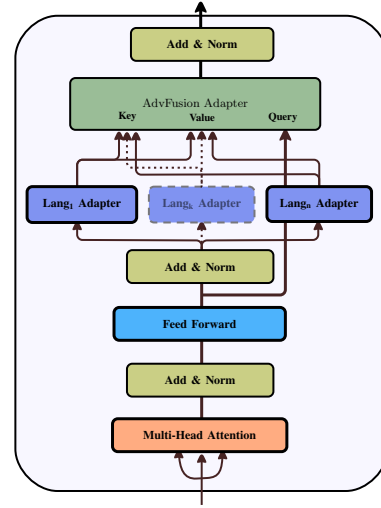 Add & Norm
AdvFusion Adapter
Key Value Query
Lang₁ Adapter Langₖ Adapter Langₙ Adapter
Add & Norm
Feed Forward
Add & Norm
Multi-Head Attention